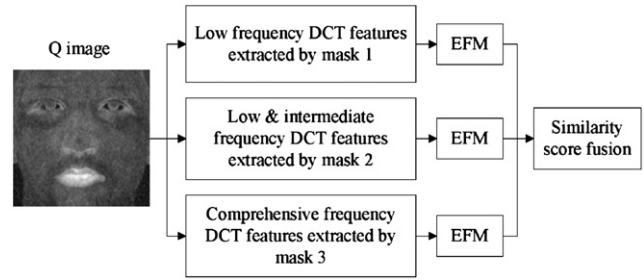 Q image
Low frequency DCT features
extracted by mask 1
EFM
Low & intermediate
frequency DCT features
extracted by mask 2
EFM
Comprehensive frequency
DCT features extracted by
mask 3
EFM
Similarity
score fusion